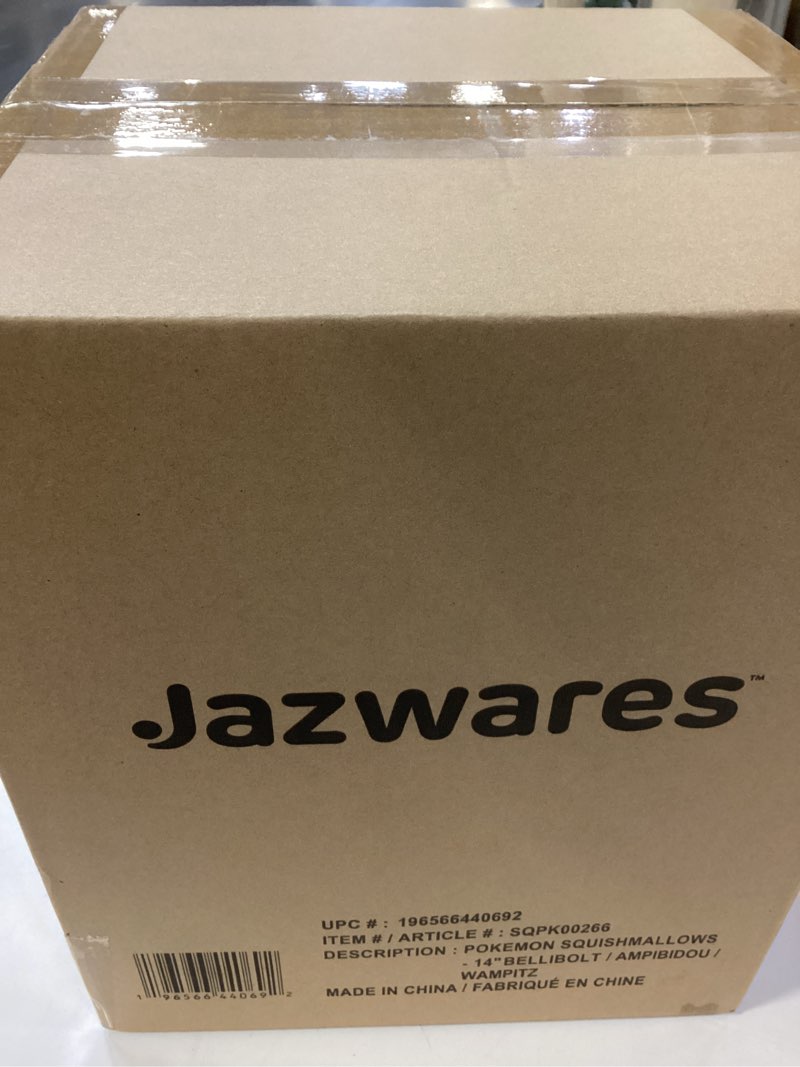 Jazwares™
UPC # : 196566440692
ITEM # / ARTICLE # : SQPK00266
DESCRIPTION : POKEMON SQUISHMALLOWS
- 14" BELLIBOLT / AMPIBIDOU /
WAMPITZ
MADE IN CHINA / FABRIQUÉ EN CHINE
1 96566 44069 2